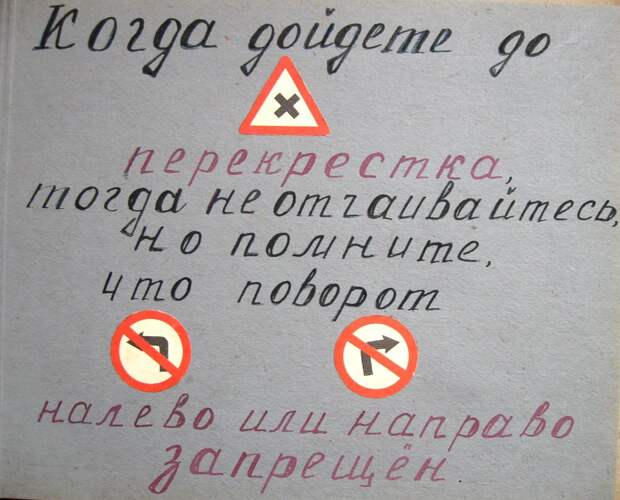 Когда дойдете до
перекрестка,
тогда не отчаивайтесь,
но помните,
что поворот
налево или направо
запрещён